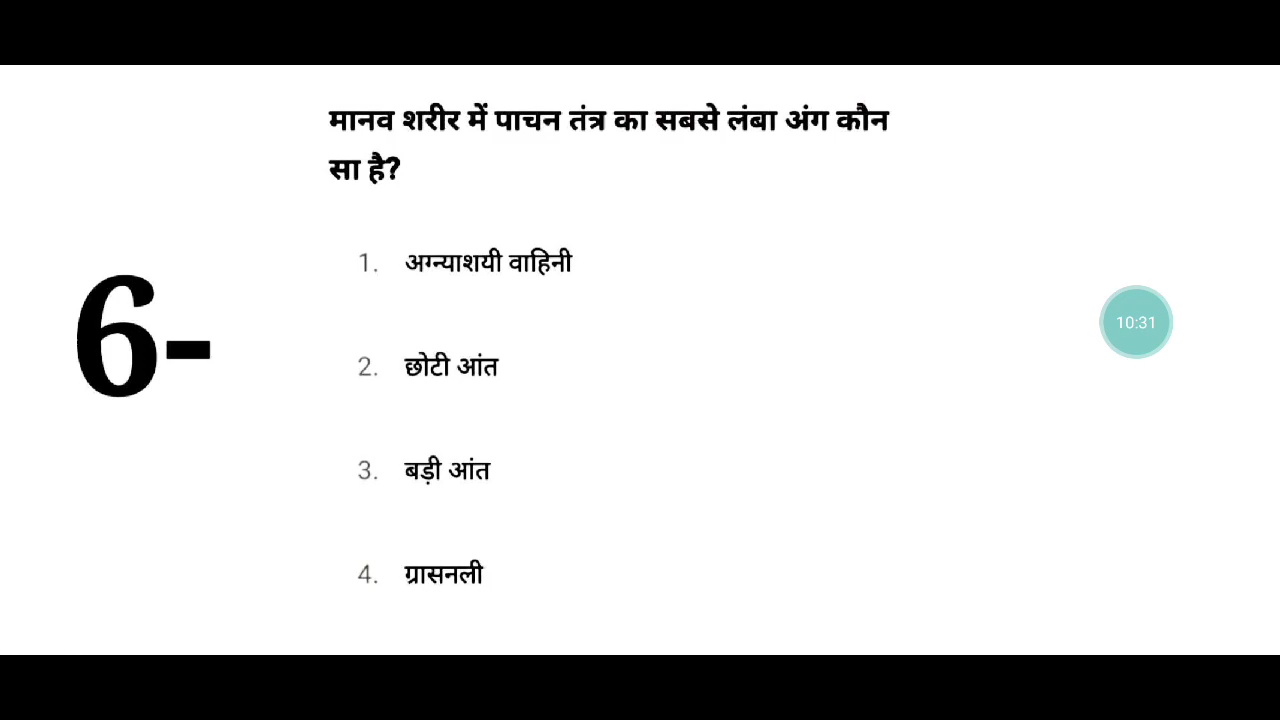 मानव शरीर में पाचन तंत्र का सबसे लंबा अंग कौन
सा है?
6-
1. अग्न्याशयी वाहिनी
2. छोटी आंत
3. बड़ी आंत
4. ग्रासनली
10:31